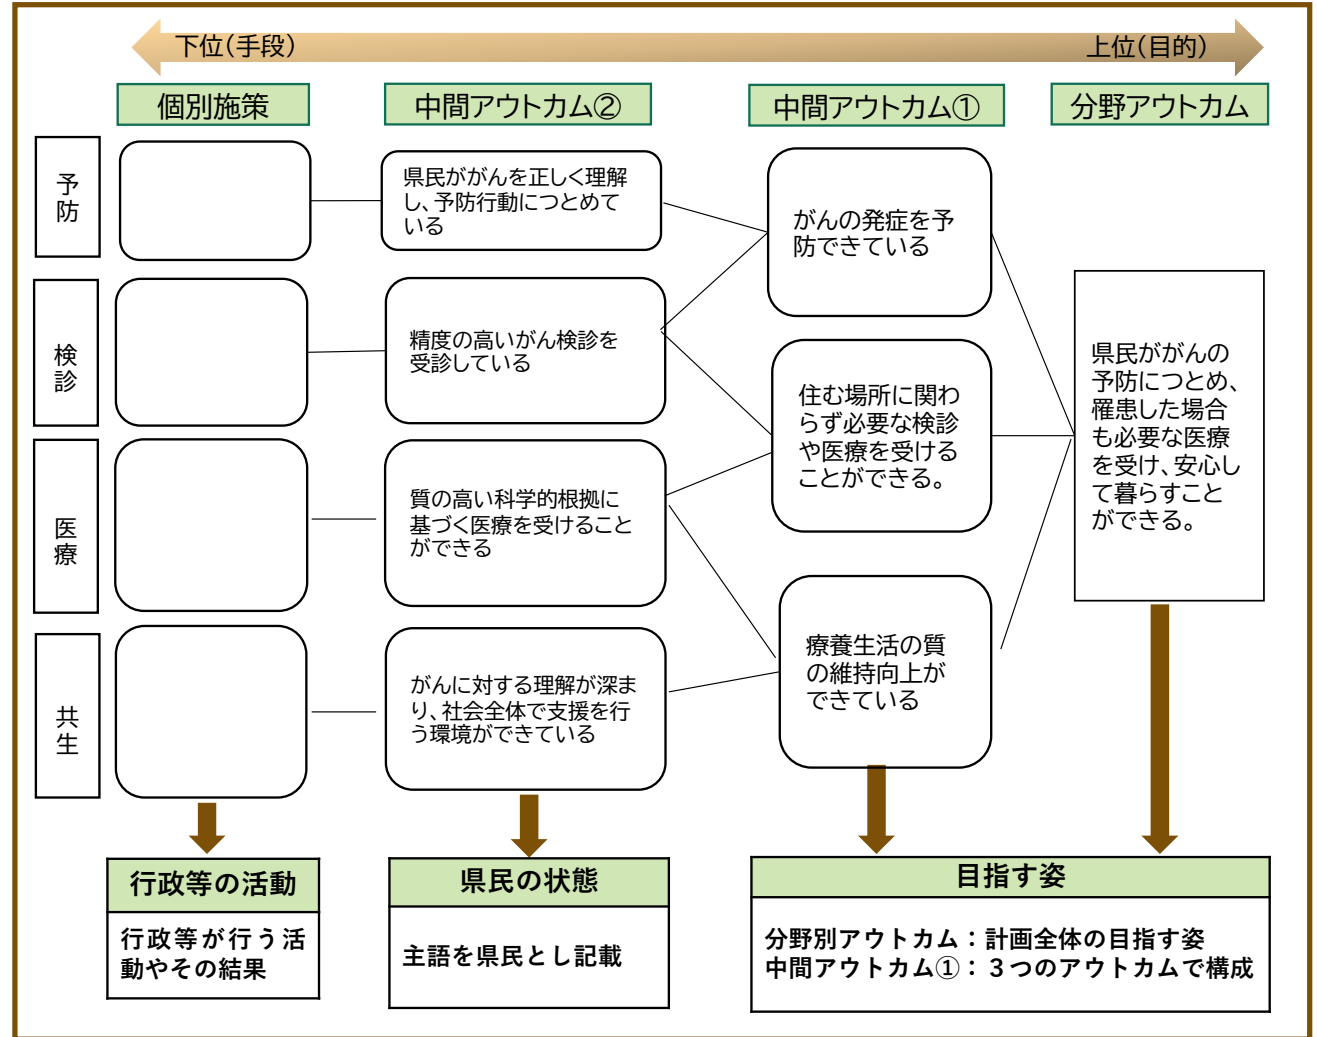 下位(手段)
上位(目的)
個別施策
中間アウトカム②
中間アウトカム①
分野アウトカム
予防
県民ががんを正しく理解
し、予防行動につとめて
いる
がんの発症を予
防できている
検診
精度の高いがん検診を
受診している
住む場所に関わ
らず必要な検診
や医療を受ける
ことができる。
県民ががんの
予防につとめ、
罹患した場合
も必要な医療
を受け、安心し
て暮らすこと
ができる。
医療
質の高い科学的根拠に
基づく医療を受けること
ができる
共生
がんに対する理解が深ま
り、社会全体で支援を行
う環境ができている
療養生活の質
の維持向上が
できている
行政等の活動
行政等が行う活
動やその結果
県民の状態
主語を県民とし記載
目指す姿
分野別アウトカム：計画全体の目指す姿
中間アウトカム①：３つのアウトカムで構成